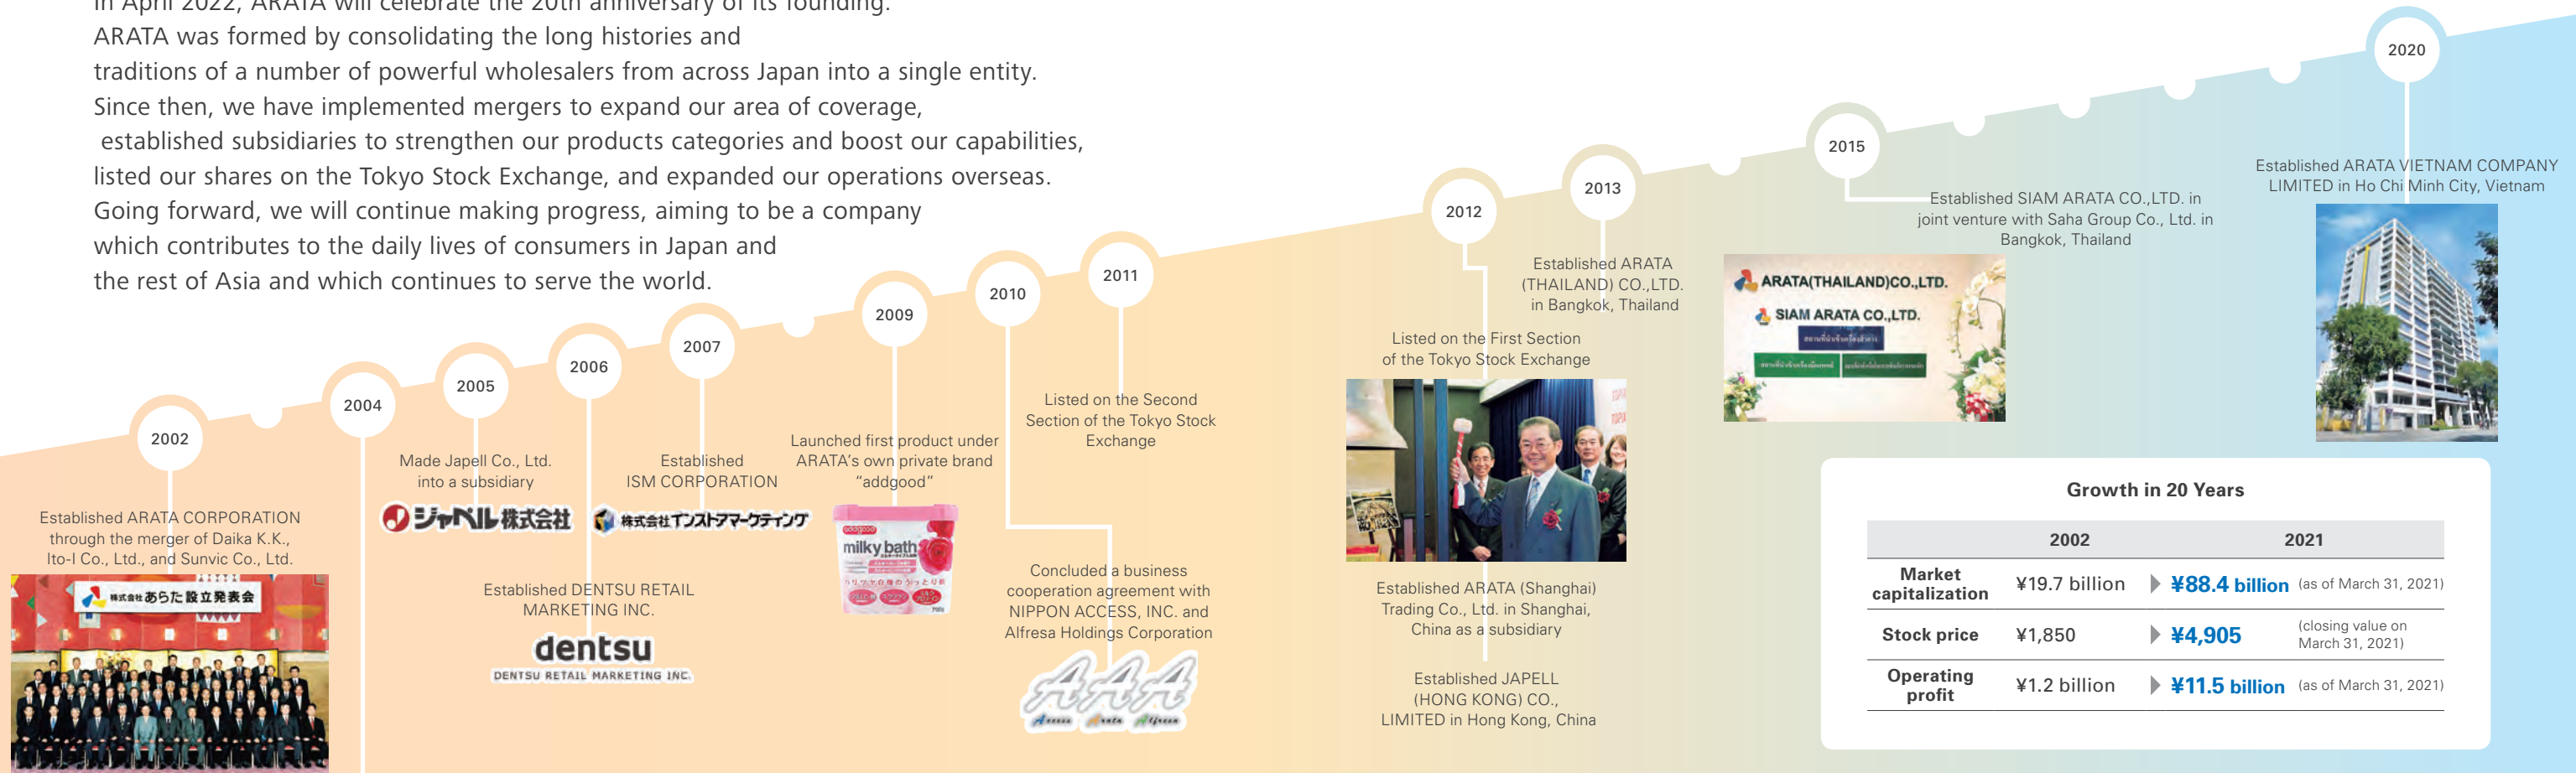 In April 2022, ARATA will celebrate the 20th anniversary of its founding.
ARATA was formed by consolidating the long histories and
traditions of a number of powerful wholesalers from across Japan into a single entity.
Since then, we have implemented mergers to expand our area of coverage,
established subsidiaries to strengthen our products categories and boost our capabilities,
listed our shares on the Tokyo Stock Exchange, and expanded our operations overseas.
Going forward, we will continue making progress, aiming to be a company
which contributes to the daily lives of consumers in Japan and
the rest of Asia and which continues to serve the world.
2002
Established ARATA CORPORATION
through the merger of Daika K.K.,
Ito-I Co., Ltd., and Sunvic Co., Ltd.
株式会社あらた設立発表会
2004
2005
Made Japell Co., Ltd.
into a subsidiary
ジャペル株式会社
2006
Established DENTSU RETAIL
MARKETING INC.
dentsu
DENTSU RETAIL MARKETING INC.
2007
Established
ISM CORPORATION
株式会社インストアマーケティング
2009
Launched first product under
ARATA's own private brand
“addgood”
addgood
milky bath
2010
Concluded a business
cooperation agreement with
NIPPON ACCESS, INC. and
Alfresa Holdings Corporation
AAA
Access Arata Alfresa
2011
Listed on the Second
Section of the Tokyo Stock
Exchange
2012
Listed on the First Section
of the Tokyo Stock Exchange
Established ARATA (Shanghai)
Trading Co., Ltd. in Shanghai,
China as a subsidiary
Established JAPELL
(HONG KONG) CO.,
LIMITED in Hong Kong, China
2013
Established ARATA
(THAILAND) CO.,LTD.
in Bangkok, Thailand
2015
Established SIAM ARATA CO.,LTD. in
joint venture with Saha Group Co., Ltd. in
Bangkok, Thailand
ARATA(THAILAND)CO.,LTD.
SIAM ARATA CO.,LTD.
2020
Established ARATA VIETNAM COMPANY
LIMITED in Ho Chi Minh City, Vietnam
Growth in 20 Years
2002 2021
Market
capitalization ¥19.7 billion ¥88.4 billion (as of March 31, 2021)
Stock price ¥1,850 ¥4,905 (closing value on
March 31, 2021)
Operating
profit ¥1.2 billion ¥11.5 billion (as of March 31, 2021)